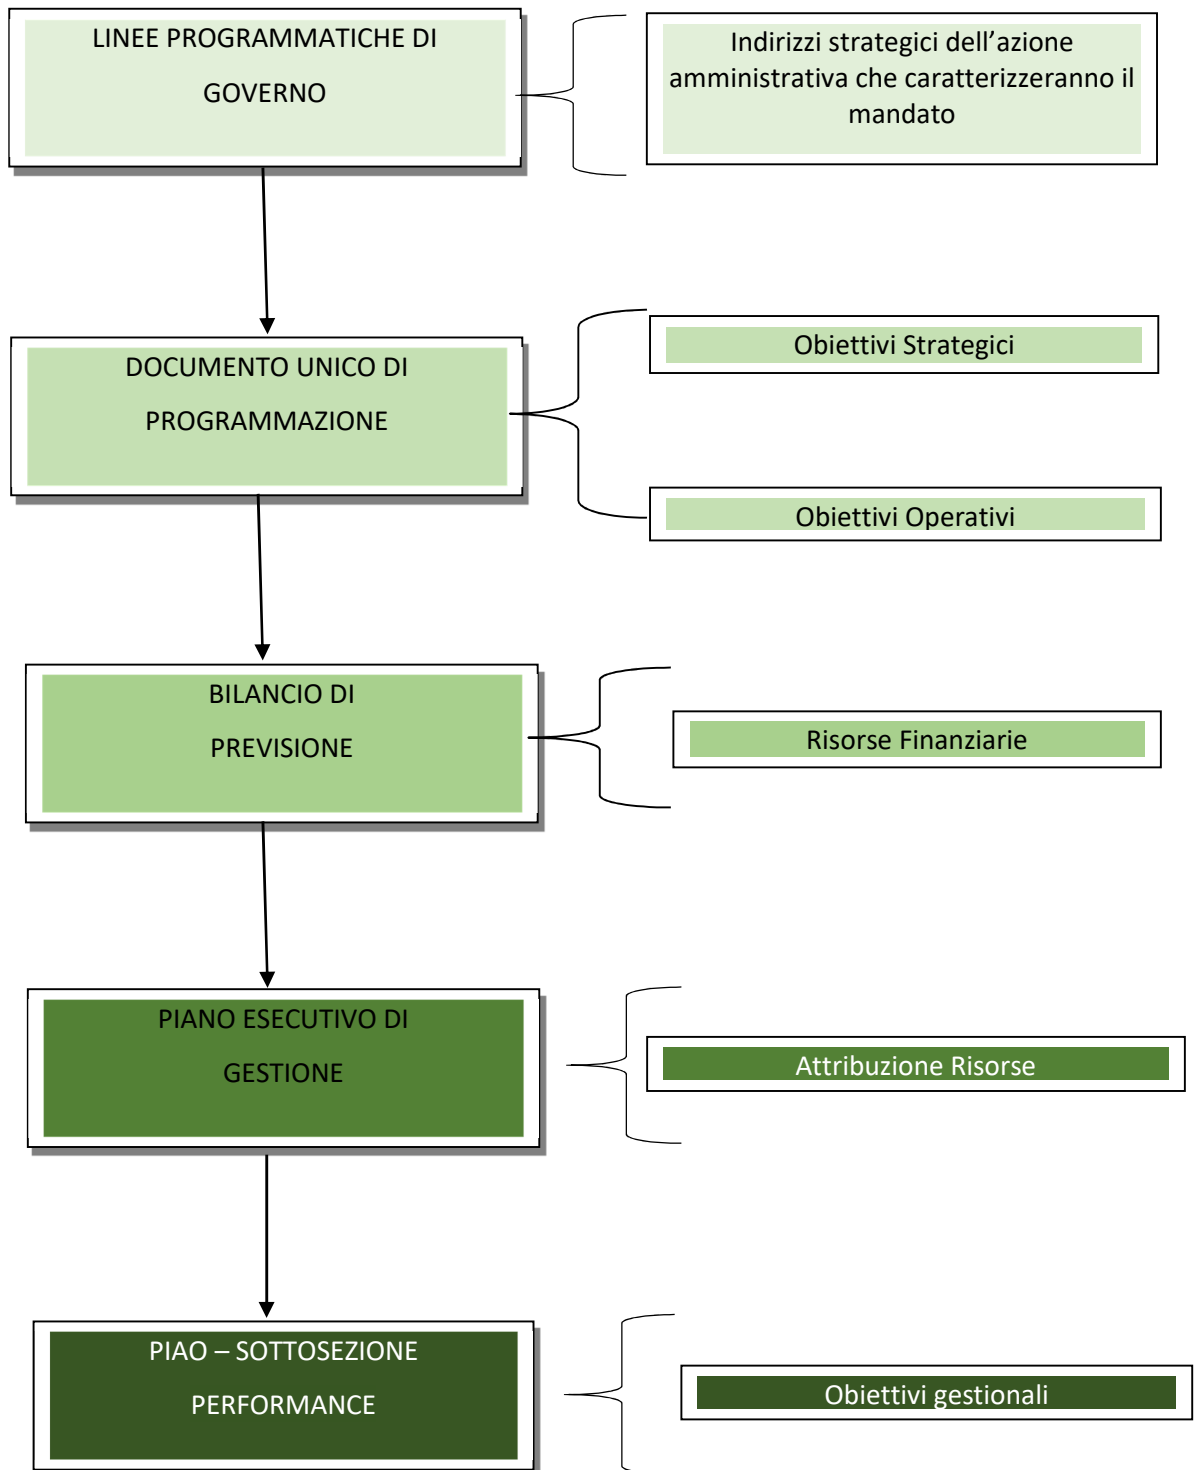 LINEE PROGRAMMATICHE DI
GOVERNO
Indirizzi strategici dell’azione
amministrativa che caratterizzeranno il
mandato
DOCUMENTO UNICO DI
PROGRAMMAZIONE
Obiettivi Strategici
Obiettivi Operativi
BILANCIO DI
PREVISIONE
Risorse Finanziarie
PIANO ESECUTIVO DI
GESTIONE
Attribuzione Risorse
PIAO – SOTTOSEZIONE
PERFORMANCE
Obiettivi gestionali